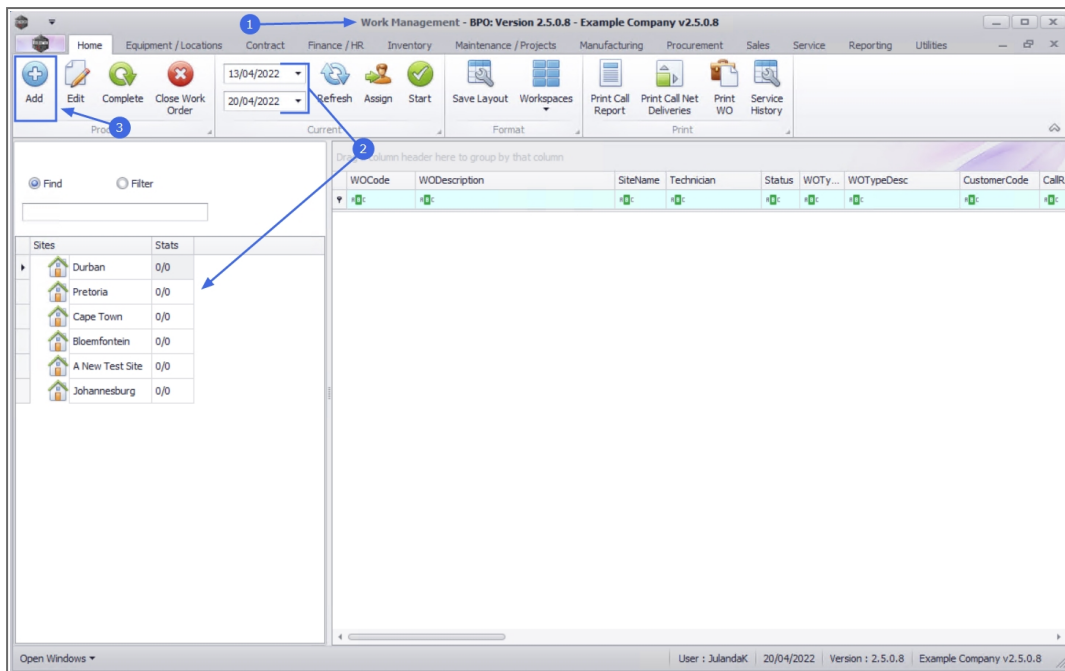 1
Work Management - BPO: Version 2.5.0.8 - Example Company v2.5.0.8
Home Equipment / Locations Contract Finance / HR Inventory Maintenance / Projects Manufacturing Procurement Sales Service Reporting Utilities
13/04/2022
20/04/2022
Add Edit Complete Close Work Order Refresh Assign Start Save Layout Workspaces Print Call Report Print Call Net Deliveries Print WO Service History
3
Current Format Print
2
column header here to group by that column
Find Filter
WOCode WODescription SiteName Technician Status WOTy... WOTypeDesc CustomerCode CallR
Sites Stats
Durban 0/0
Pretoria 0/0
Cape Town 0/0
Bloemfontein 0/0
A New Test Site 0/0
Johannesburg 0/0
Open Windows User : JulandaK 20/04/2022 Version : 2.5.0.8 Example Company v2.5.0.8